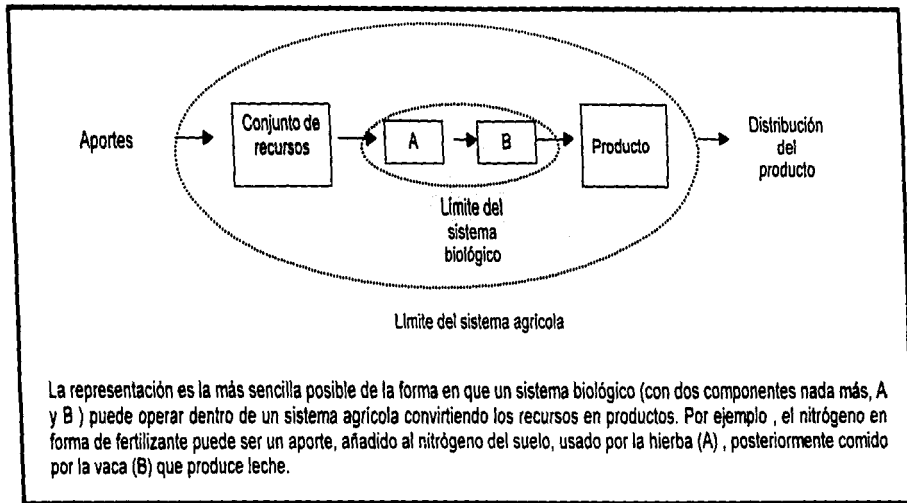 Aportes
Conjunto de
recursos
A
B
Producto
Distribución
del
producto
Límite del
sistema
biológico
Límite del sistema agrícola
La representación es la más sencilla posible de la forma en que un sistema biológico (con dos componentes nada más, A
y B ) puede operar dentro de un sistema agrícola convirtiendo los recursos en productos. Por ejemplo , el nitrógeno en
forma de fertilizante puede ser un aporte, añadido al nitrógeno del suelo, usado por la hierba (A) , posteriormente comido
por la vaca (B) que produce leche.